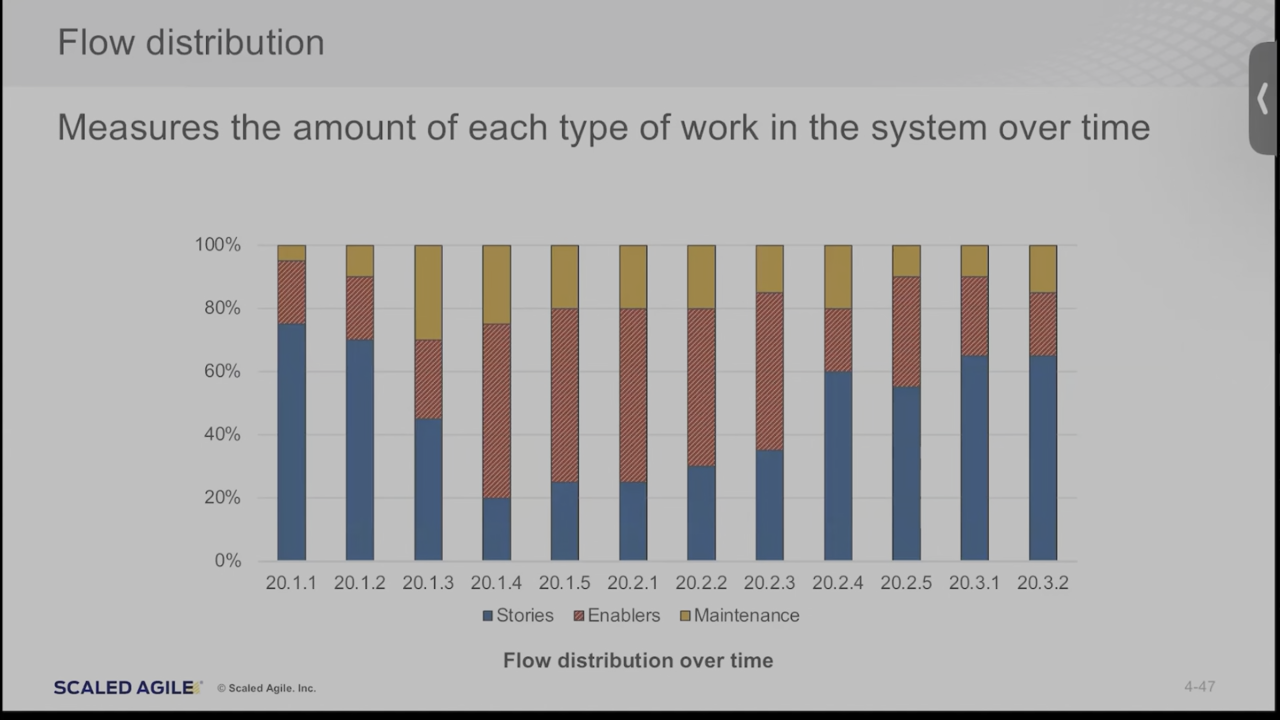 Flow distribution
Measures the amount of each type of work in the system over time
100%
80%
60%
40%
20%
0%
20.1.1 20.1.2 20.1.3 20.1.4 20.1.5 20.2.1 20.2.2 20.2.3 20.2.4 20.2.5 20.3.1 20.3.2
Stories Enablers Maintenance
Flow distribution over time
SCALED AGILE © Scaled Agile. Inc. 4-47